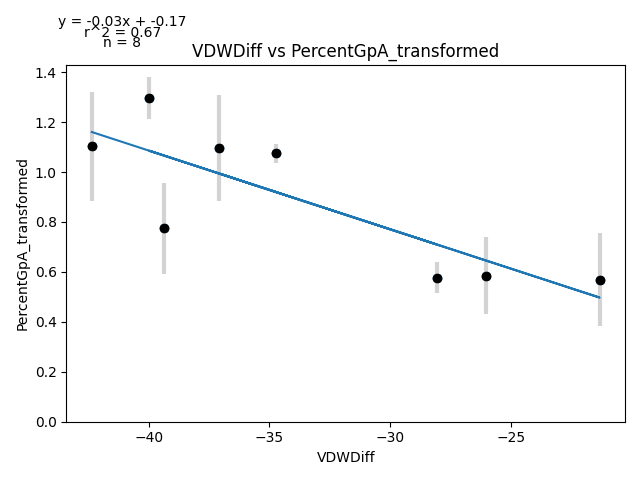 y = -0.03x + -0.17
r^2 = 0.67
n = 8
VDWDiff vs PercentGpA_transformed
1.4
1.2
1.0
0.8
0.6
0.4
0.2
0.0
PercentGpA_transformed
−40
−35
−30
−25
VDWDiff